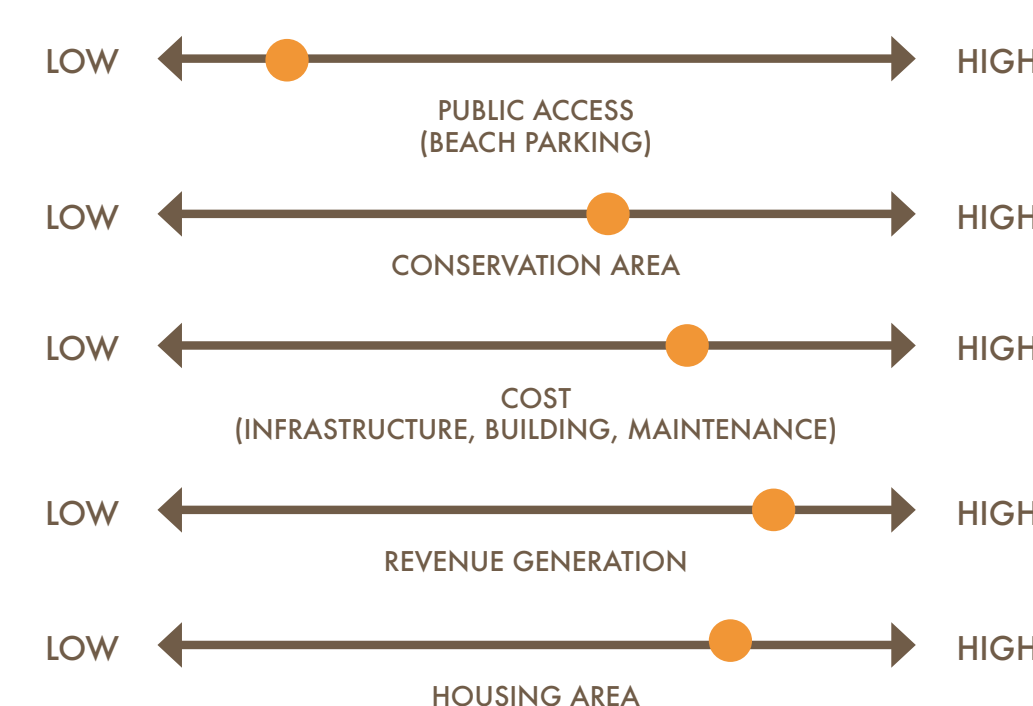 LOW HIGH
PUBLIC ACCESS
(BEACH PARKING)
LOW HIGH
CONSERVATION AREA
LOW HIGH
COST
(INFRASTRUCTURE, BUILDING, MAINTENANCE)
LOW HIGH
REVENUE GENERATION
LOW HIGH
HOUSING AREA